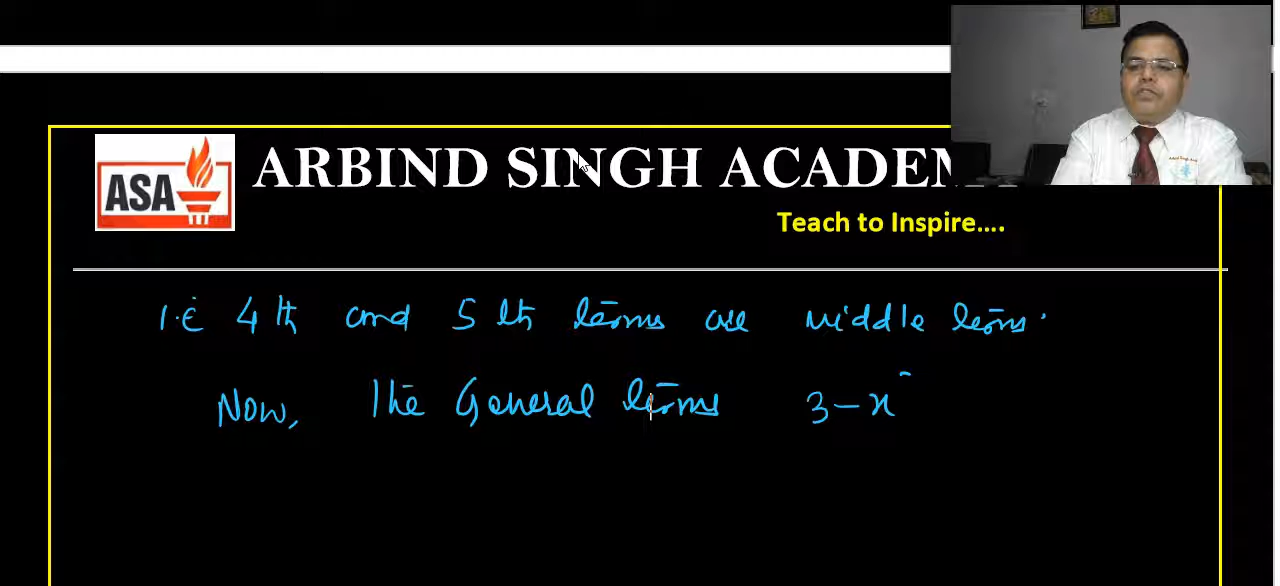 ASA
ARBIND SINGH ACADEM
Teach to Inspire....
i.e 4th and 5th terms are middle terms.
Now, the General terms 3-x